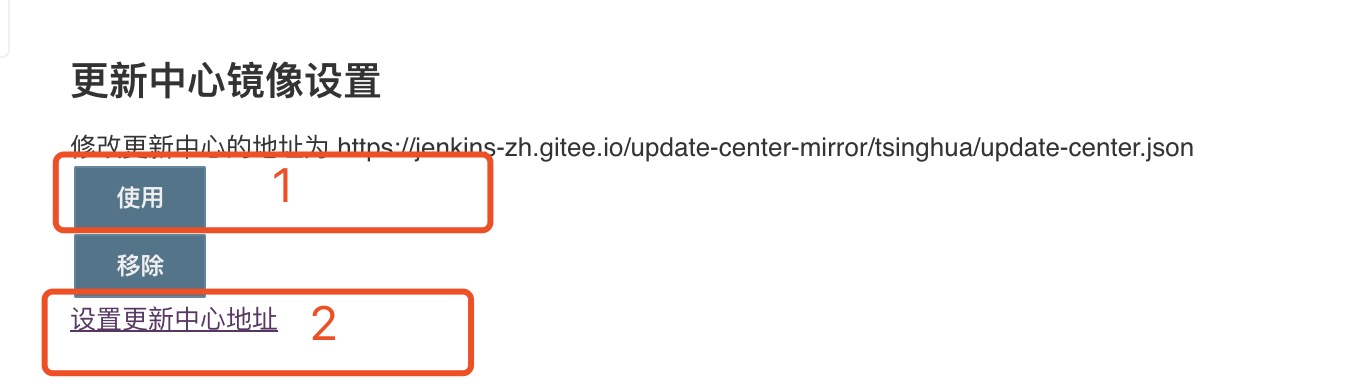 更新中心镜像设置
修改更新中心的地址为 https://jenkins-zh.gitee.io/update-center-mirror/tsinghua/update-center.json
使用 1
移除
设置更新中心地址 2